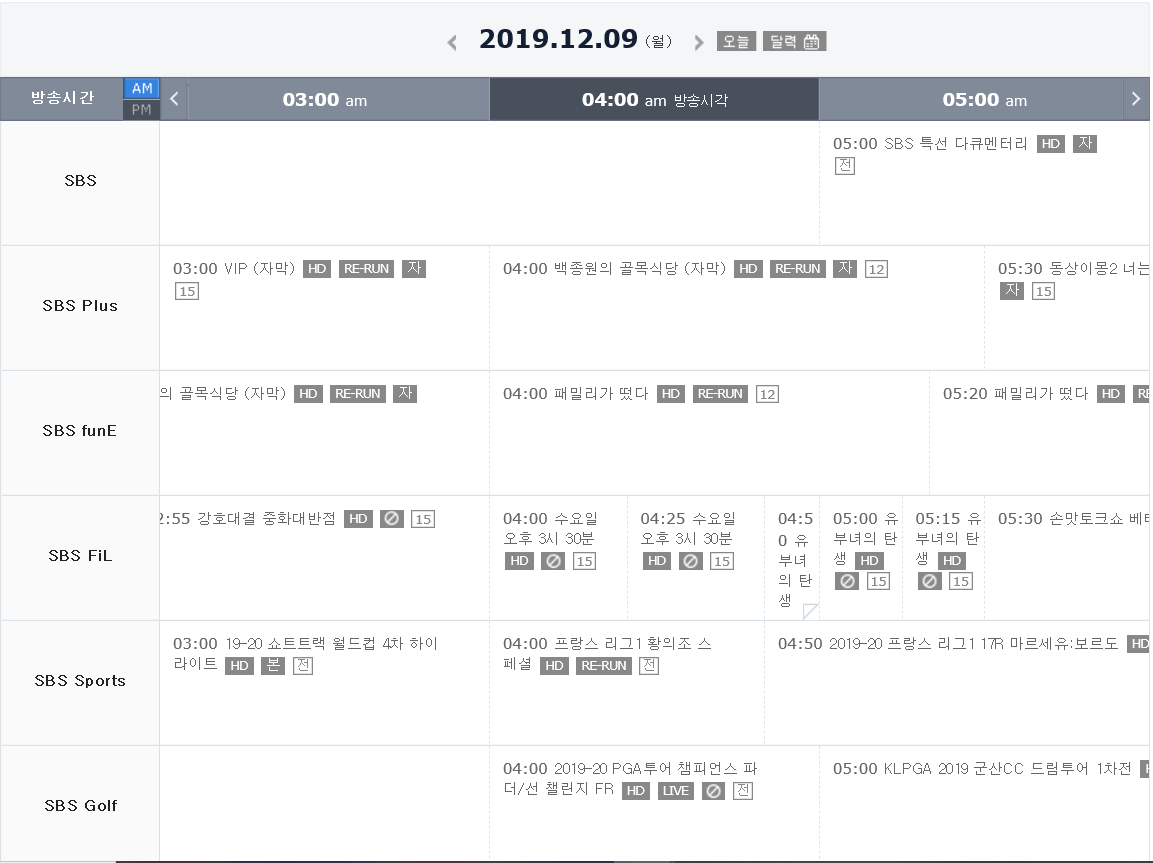 2019.12.09 (월) 오늘 달력
방송시간 AM PM 03:00 am 04:00 am 방송시각 05:00 am
SBS
05:00 SBS 특선 다큐멘터리 HD 자
전
SBS Plus
03:00 VIP (자막) HD RE-RUN 자
15
04:00 백종원의 골목식당 (자막) HD RE-RUN 자 12
05:30 동상이몽2 너는
자 15
SBS funE
의 골목식당 (자막) HD RE-RUN 자
04:00 패밀리가 떴다 HD RE-RUN 12
05:20 패밀리가 떴다 HD RE
SBS FiL
2:55 강호대결 중화대반점 HD 15
04:00 수요일
오후 3시 30분
HD 15
04:25 수요일
오후 3시 30분
HD 15
04:5
0 유
부녀
의 탄
생
05:00 유
부녀의 탄
생 HD
15
05:15 유
부녀의 탄
생 HD
15
05:30 손맛토크쇼 베
SBS Sports
03:00 19-20 쇼트트랙 월드컵 4차 하이
라이트 HD 본 전
04:00 프랑스 리그1 황의조 스
페셜 HD RE-RUN 전
04:50 2019-20 프랑스 리그1 17R 마르세유:보르도 HD
SBS Golf
04:00 2019-20 PGA투어 챔피언스 파
더/선 챌린지 FR HD LIVE 전
05:00 KLPGA 2019 군산CC 드림투어 1차전